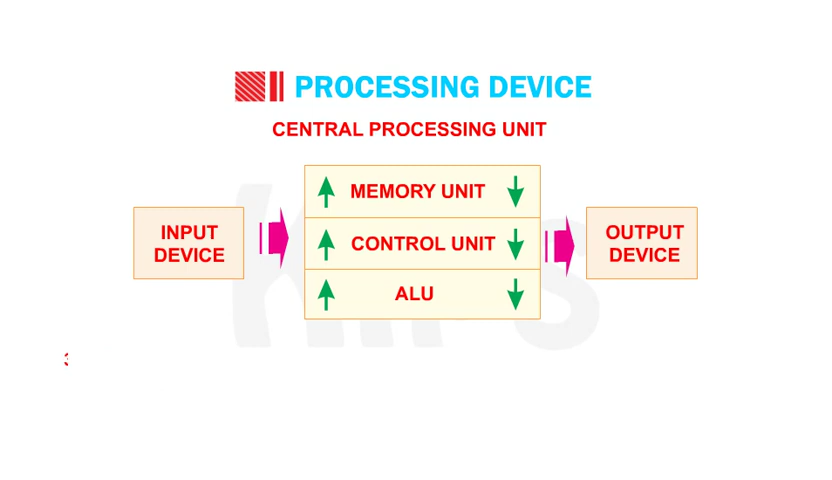 PROCESSING DEVICE
CENTRAL PROCESSING UNIT
MEMORY UNIT
INPUT
DEVICE
CONTROL UNIT
OUTPUT
DEVICE
ALU